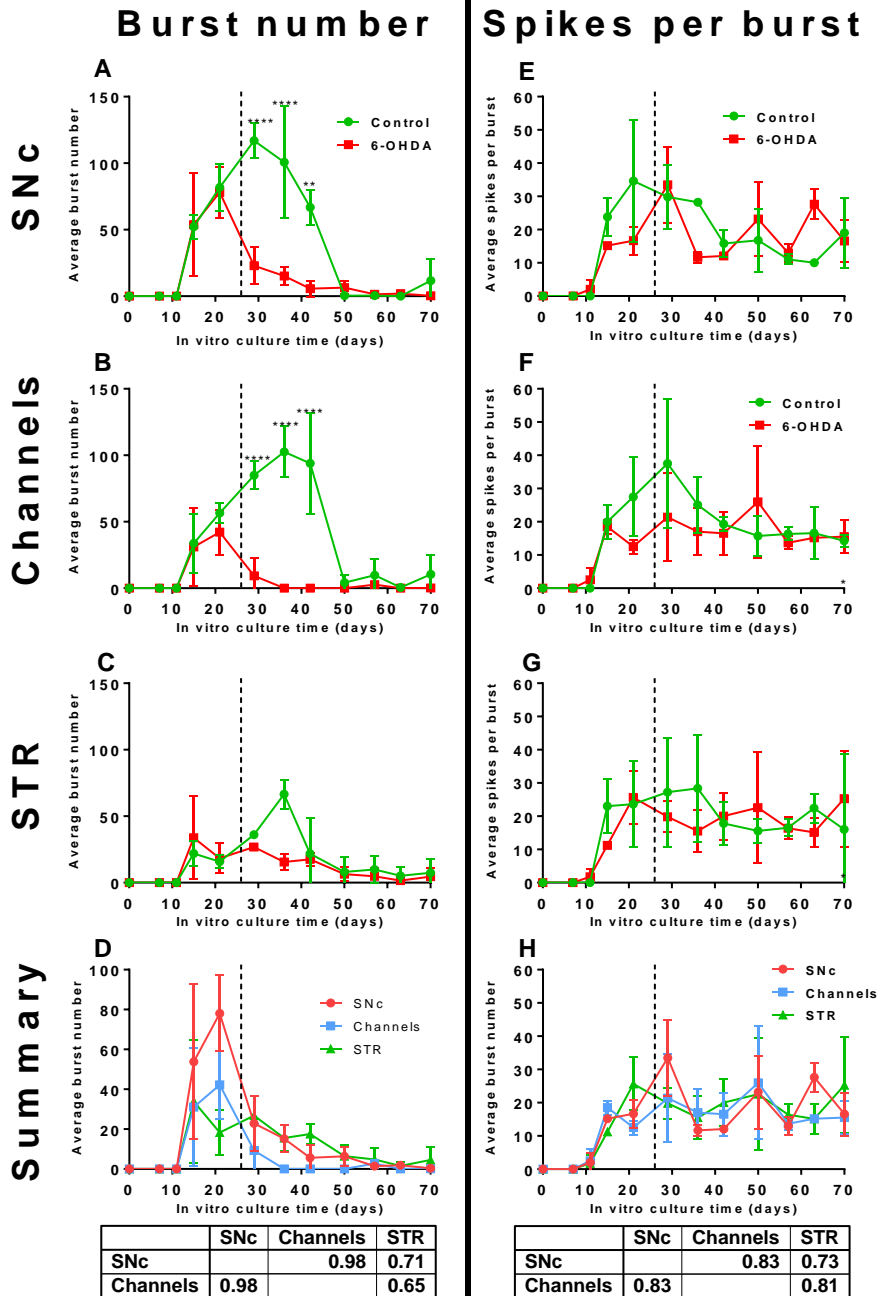 Burst number
Spikes per burst
SNc
A
Average burst number
150
100
50
0
**** **** **
Control
6-OHDA
0 10 20 30 40 50 60 70
In vitro culture time (days)
E
Average spikes per burst
60
50
40
30
20
10
0
Control
6-OHDA
0 10 20 30 40 50 60 70
In vitro culture time (days)
Channels
B
Average burst number
150
100
50
0
**** **** ****
0 10 20 30 40 50 60 70
In vitro culture time (days)
F
Average spikes per burst
60
50
40
30
20
10
0
Control
6-OHDA
*
0 10 20 30 40 50 60 70
In vitro culture time (days)
STR
C
Average burst number
150
100
50
0
0 10 20 30 40 50 60 70
In vitro culture time (days)
G
Average spikes per burst
60
50
40
30
20
10
0
*
0 10 20 30 40 50 60 70
In vitro culture time (days)
Summary
D
Average burst number
100
80
60
40
20
0
SNc
Channels
STR
0 10 20 30 40 50 60 70
In vitro culture time (days)
H
Average burst number
60
50
40
30
20
10
0
SNc
Channels
STR
0 10 20 30 40 50 60 70
In vitro culture time (days)
SNc Channels STR
SNc 0.98 0.71
Channels 0.98 0.65
SNc Channels STR
SNc 0.83 0.73
Channels 0.83 0.81